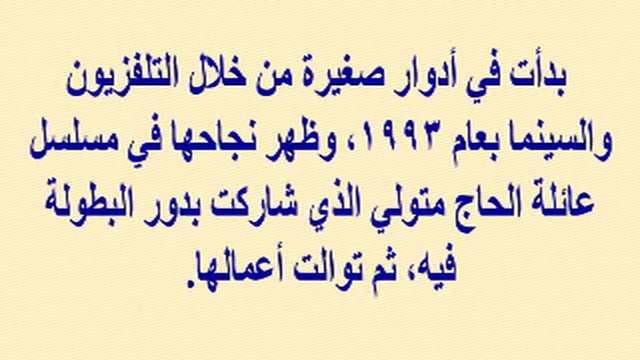 بدأت في أدوار صغيرة من خلال التلفزيون
والسينما بعام ١٩٩٣، وظهر نجاحها في مسلسل
عائلة الحاج متولي الذي شاركت بدور البطولة
فيه، ثم توالت أعمالها.